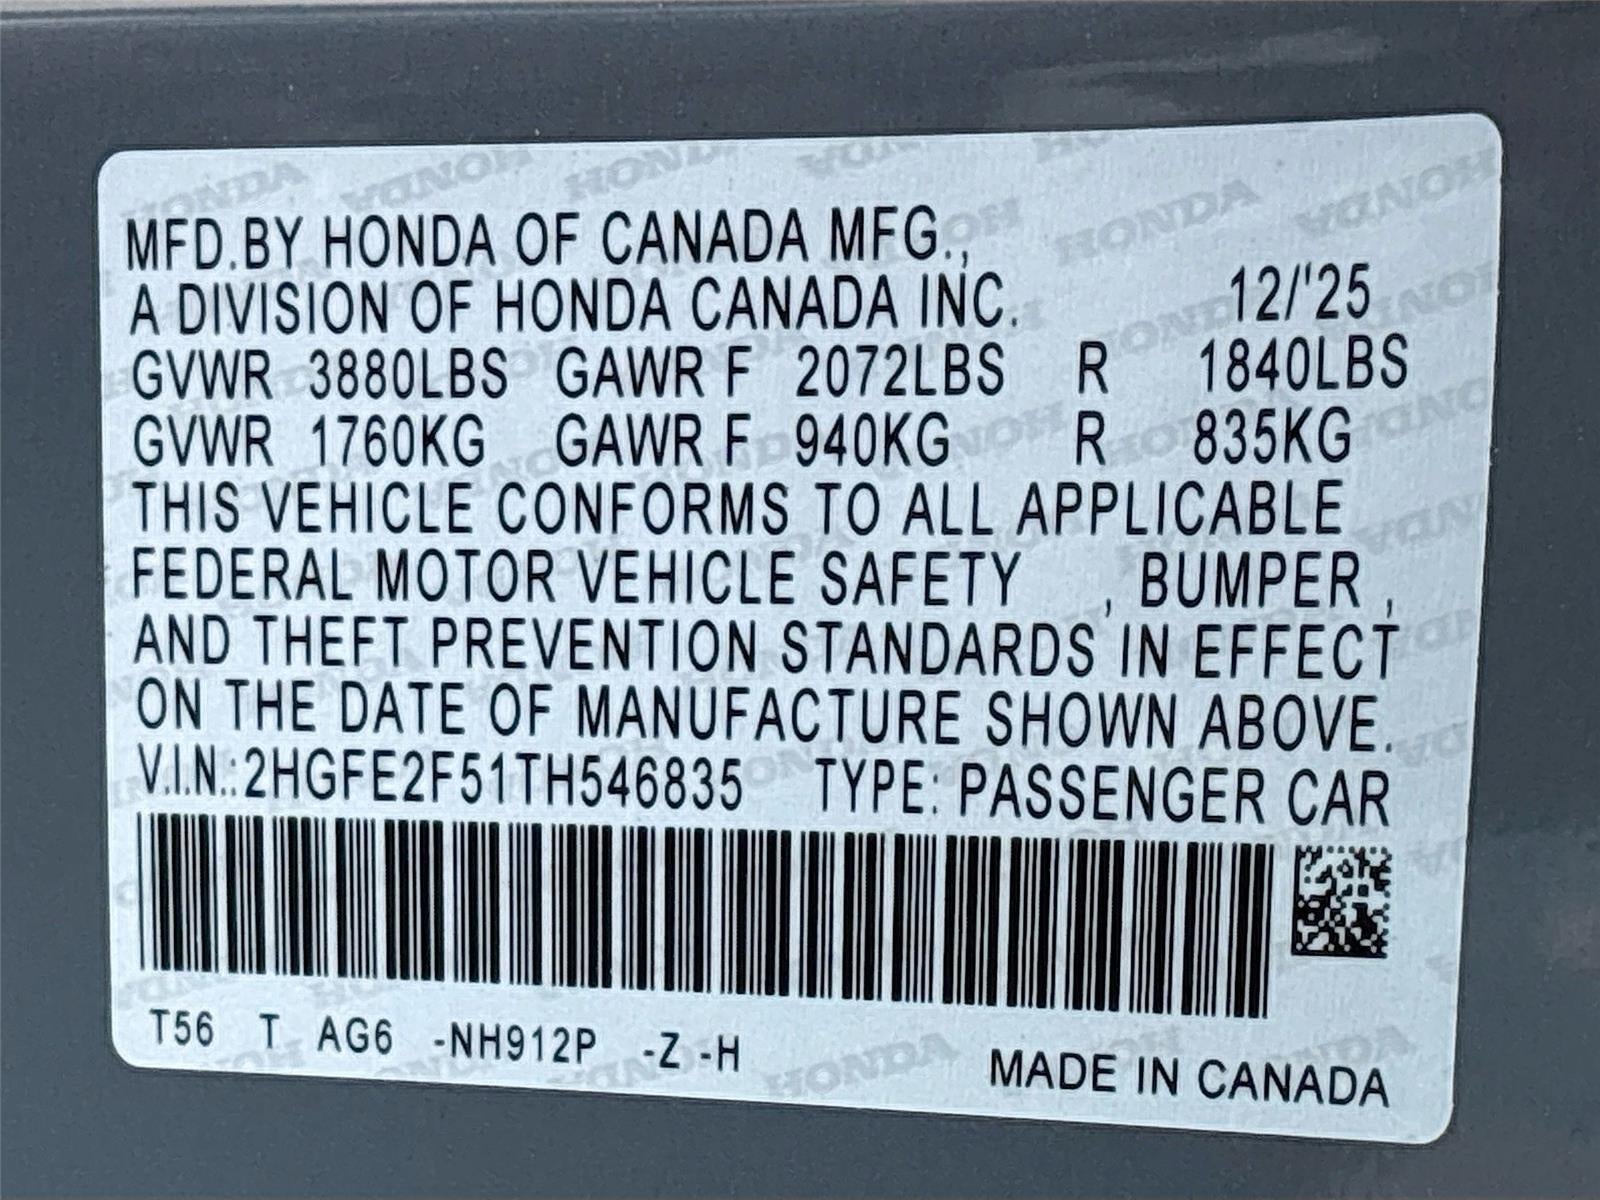 MFD.BY HONDA OF CANADA MFG.,
A DIVISION OF HONDA CANADA INC. 12/'25
GVWR 3880LBS GAWR F 2072LBS R 1840LBS
GVWR 1760KG GAWR F 940KG R 835KG
THIS VEHICLE CONFORMS TO ALL APPLICABLE
FEDERAL MOTOR VEHICLE SAFETY , BUMPER ,
AND THEFT PREVENTION STANDARDS IN EFFECT
ON THE DATE OF MANUFACTURE SHOWN ABOVE.
V.I.N.:2HGFE2F51TH546835 TYPE: PASSENGER CAR
T56 T AG6 -NH912P -Z -H
MADE IN CANADA